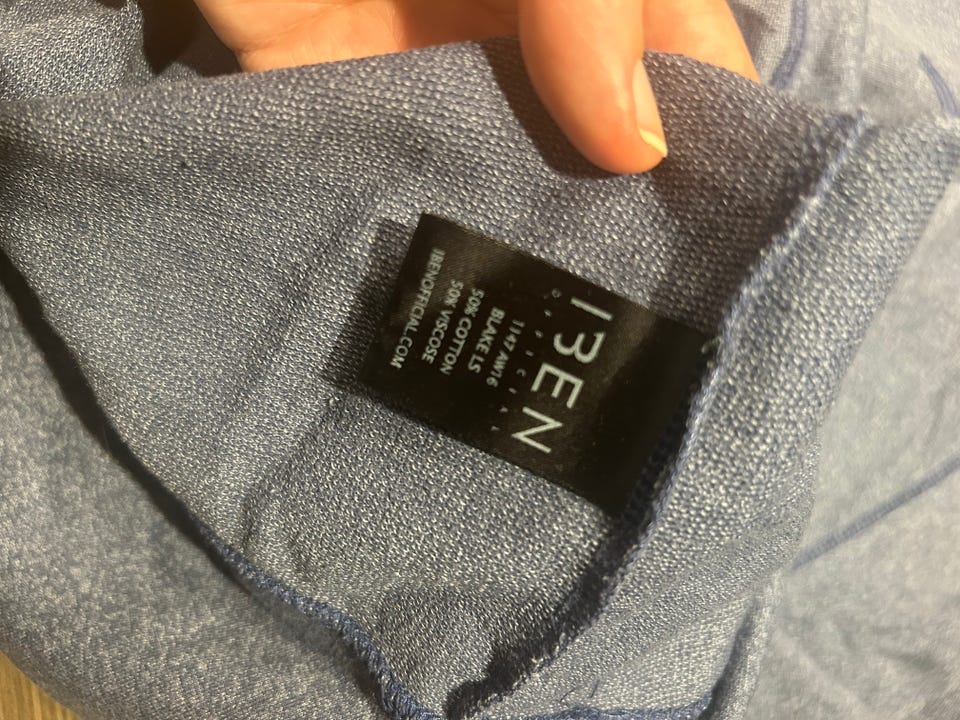 IBEN
OFFICIAL
1147 AW16
BLAKE LS
50% COTTON
50% VISCOSE
IBENOFFICIAL.COM